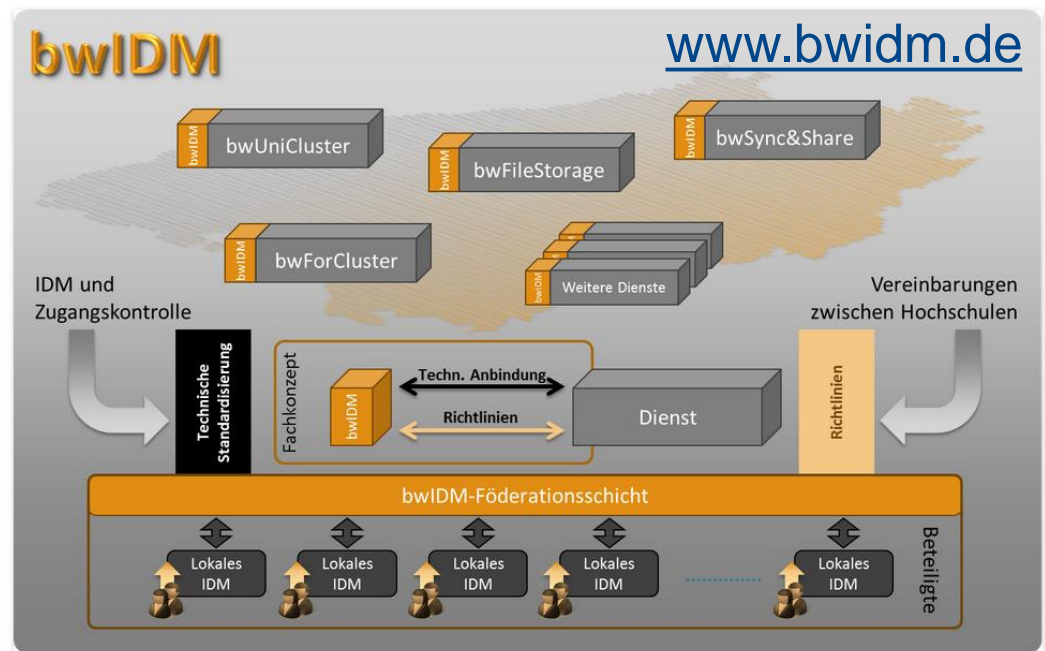 bwIDM
www.bwidm.de
bwIDM
bwUniCluster
bwIDM
bwFileStorage
bwIDM
bwSync&Share
bwIDM
bwForCluster
bwIDM
Weitere Dienste
IDM und
Zugangskontrolle
Vereinbarungen
zwischen Hochschulen
Technische
Standardisierung
Fachkonzept
bwIDM
Techn. Anbindung
Richtlinien
Dienst
Richtlinien
bwIDM-Föderationsschicht
Lokales
IDM
Lokales
IDM
Lokales
IDM
Lokales
IDM
Lokales
IDM
Beteiligte